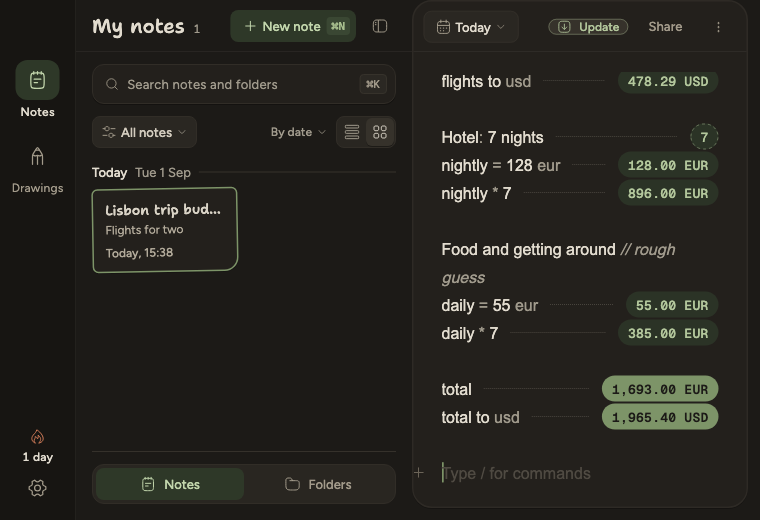 Notes
Drawings
1 day
My notes 1
New note ⌘N
Search notes and folders ⌘K
All notes
By date
Today Tue 1 Sep
Lisbon trip bud...
Flights for two
Today, 15:38
Notes
Folders
Today
Update
Share
flights to usd 478.29 USD
Hotel: 7 nights 7
nightly = 128 eur 128.00 EUR
nightly * 7 896.00 EUR
Food and getting around // rough
guess
daily = 55 eur 55.00 EUR
daily * 7 385.00 EUR
total 1,693.00 EUR
total to usd 1,965.40 USD
Type / for commands